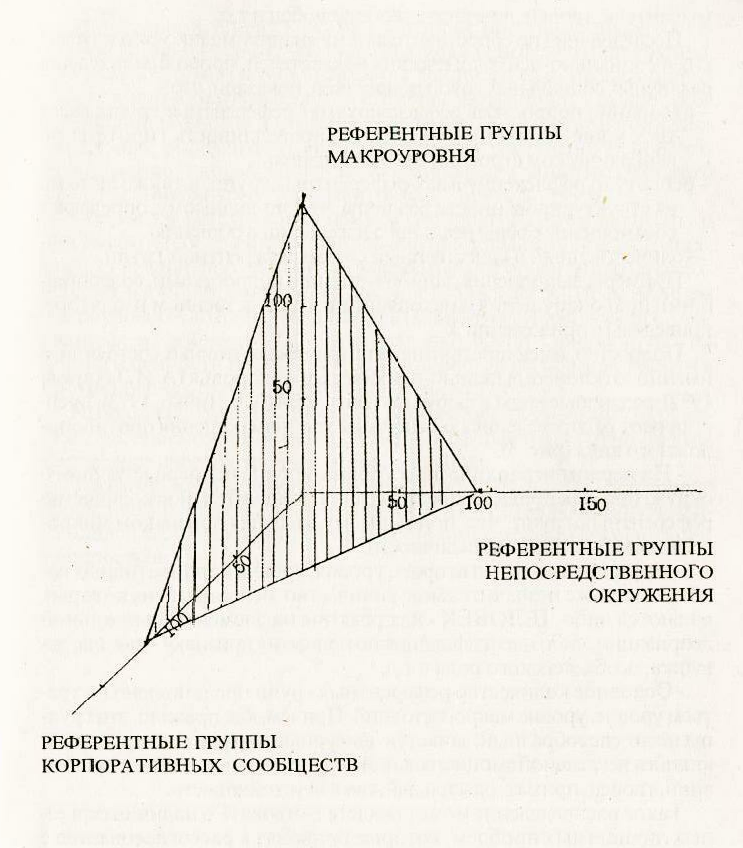 РЕФЕРЕНТНЫЕ ГРУППЫ
МАКРОУРОВНЯ
100
50
50
100
150
50
100
РЕФЕРЕНТНЫЕ ГРУППЫ
НЕПОСРЕДСТВЕННОГО
ОКРУЖЕНИЯ
РЕФЕРЕНТНЫЕ ГРУППЫ
КОРПОРАТИВНЫХ СООБЩЕСТВ